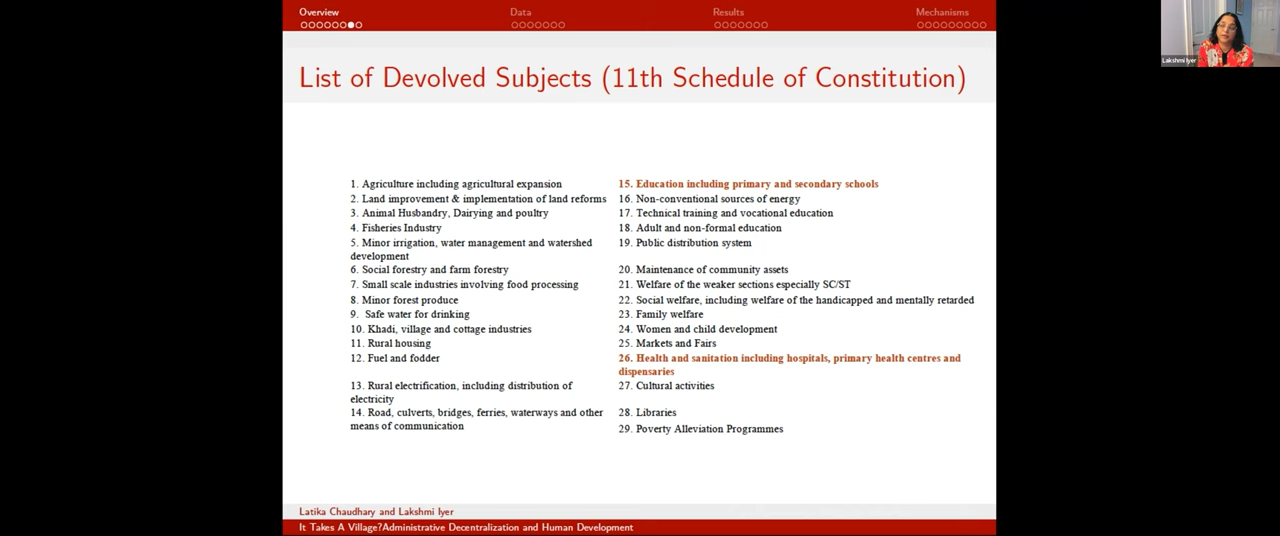 Overview Data Results Mechanisms
Lakshmi Iyer
List of Devolved Subjects (11th Schedule of Constitution)
1. Agriculture including agricultural expansion
2. Land improvement & implementation of land reforms
3. Animal Husbandry, Dairying and poultry
4. Fisheries Industry
5. Minor irrigation, water management and watershed
development
6. Social forestry and farm forestry
7. Small scale industries involving food processing
8. Minor forest produce
9. Safe water for drinking
10. Khadi, village and cottage industries
11. Rural housing
12. Fuel and fodder
13. Rural electrification, including distribution of
electricity
14. Road, culverts, bridges, ferries, waterways and other
means of communication
15. Education including primary and secondary schools
16. Non-conventional sources of energy
17. Technical training and vocational education
18. Adult and non-formal education
19. Public distribution system
20. Maintenance of community assets
21. Welfare of the weaker sections especially SC/ST
22. Social welfare, including welfare of the handicapped and mentally retarded
23. Family welfare
24. Women and child development
25. Markets and Fairs
26. Health and sanitation including hospitals, primary health centres and
dispensaries
27. Cultural activities
28. Libraries
29. Poverty Alleviation Programmes
Latika Chaudhary and Lakshmi Iyer
It Takes A Village?Administrative Decentralization and Human Development